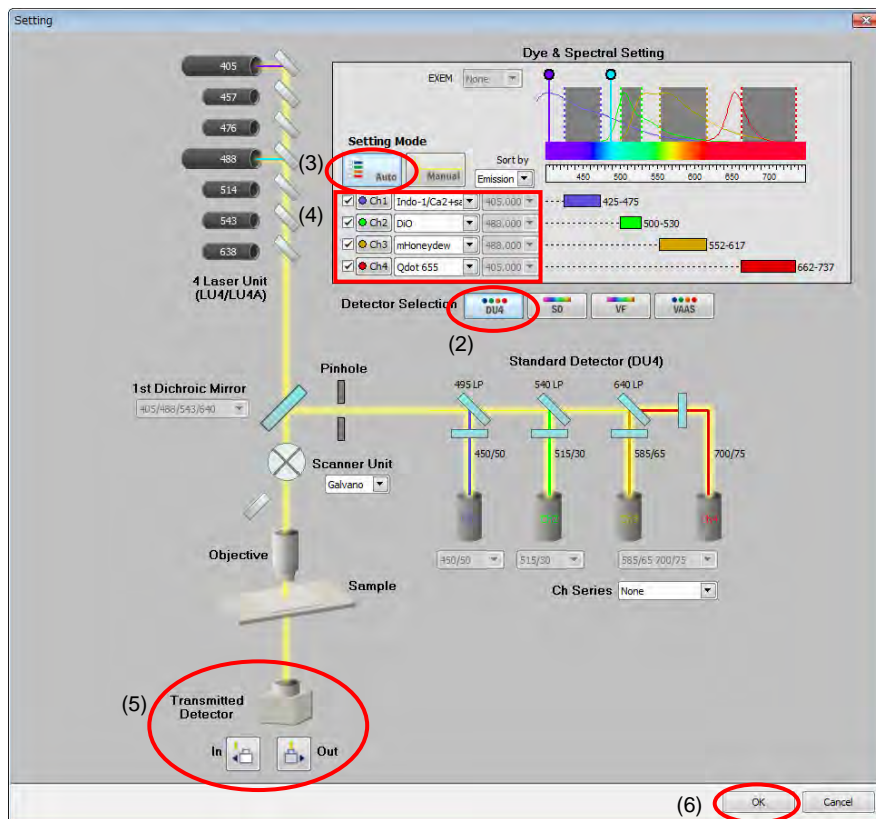 Setting
Dye & Spectral Setting
405
457
476
488
514
543
638
4 Laser Unit
(LU4/LU4A)
EXEM None
Setting Mode
(3)
Auto
Manual
Sort by
Emission
450 500 550 600 650 700
(4)
Ch1 Indo-1/Ca2+sa 405.000 425-475
Ch2 DiO 488.000 500-530
Ch3 mHoneydew 488.000 552-617
Ch4 Qdot 655 405.000 662-737
Detector Selection DU4 SD VF VAAS
(2)
Standard Detector (DU4)
Pinhole
1st Dichroic Mirror
405/488/543/640
495 LP 540 LP 640 LP
450/50 515/30 585/65 700/75
Scanner Unit
Galvano
450/50 515/30 585/65 700/75
Objective
Sample
Ch Series None
(5)
Transmitted
Detector
In Out
(6)
OK Cancel